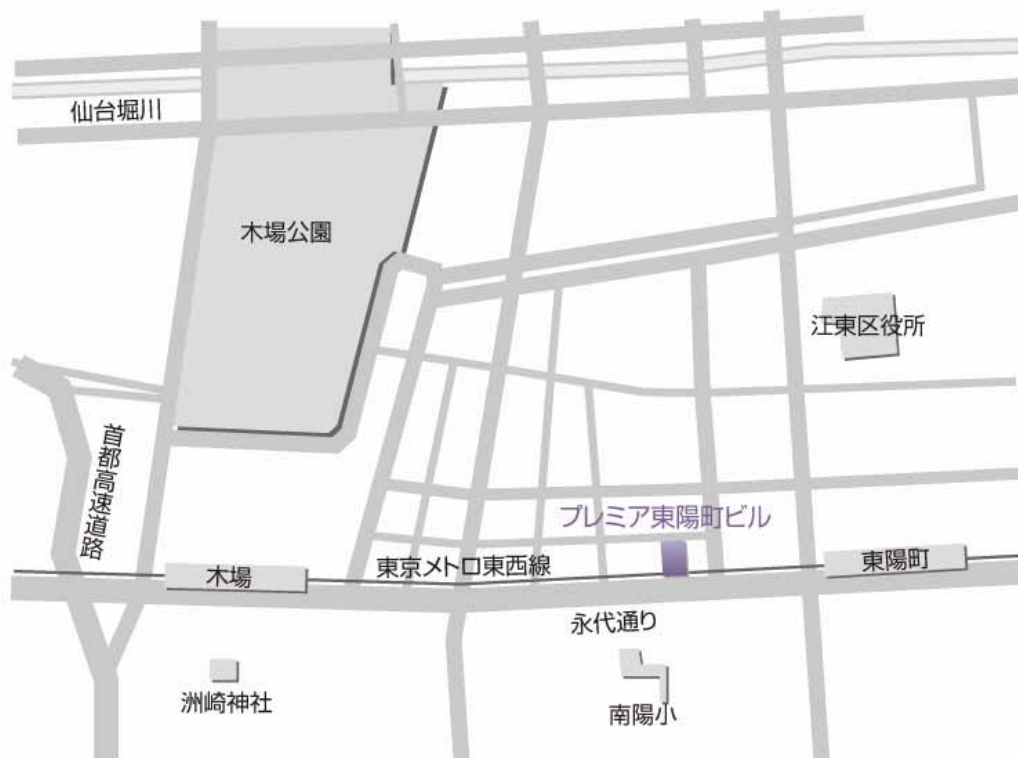 仙台堀川
木場公園
江東区役所
首都高速道路
プレミア東陽町ビル
東京メトロ東西線
東陽町
木場
永代通り
洲崎神社
南陽小